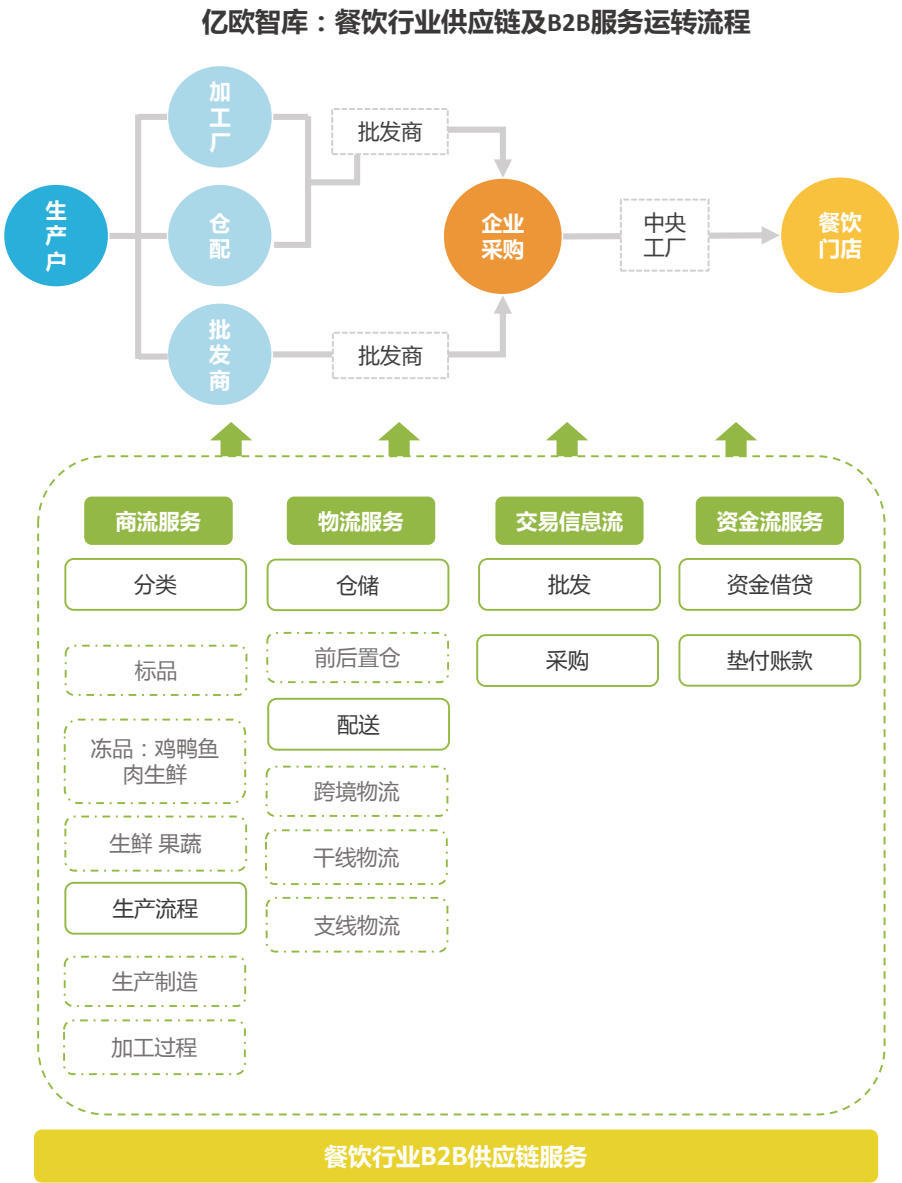 亿欧智库：餐饮行业供应链及B2B服务运转流程
加
工
厂
批发商
生
产
户
仓
配
企业
采购
中央
工厂
餐饮
门店
批
发
商
批发商
商流服务
物流服务
交易信息流
资金流服务
分类
仓储
批发
资金借贷
标品
前后置仓
采购
垫付账款
冻品：鸡鸭鱼
肉生鲜
配送
跨境物流
生鲜 果蔬
干线物流
生产流程
支线物流
生产制造
加工过程
餐饮行业B2B供应链服务